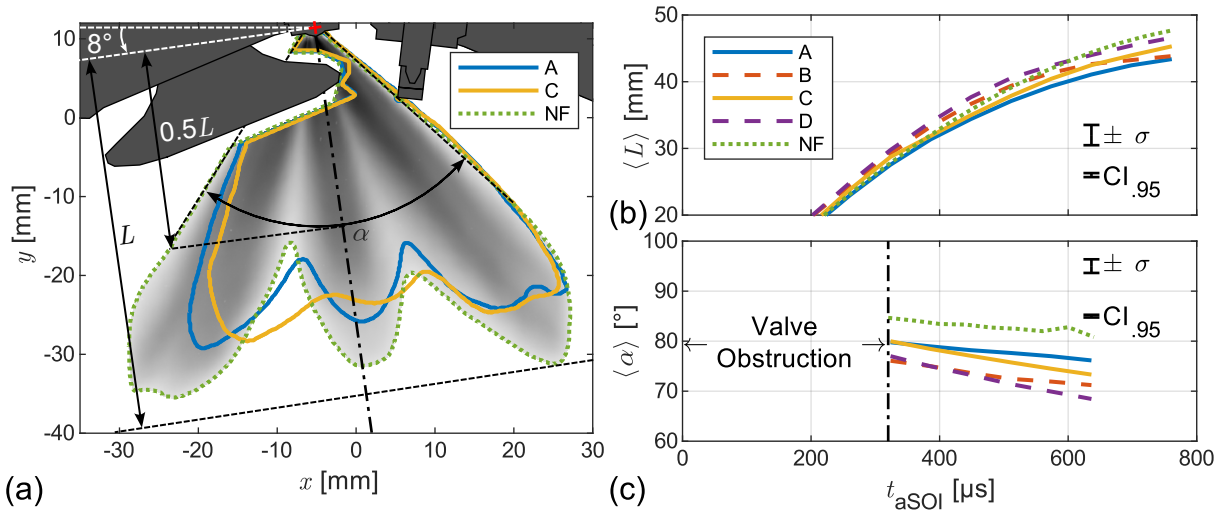 8°
0.5L
L
α
A
C
NF
10
0
-10
-20
-30
-40
y [mm]
-30
-20
-10
0
10
20
30
x [mm]
(a)
50
40
30
20
⟨L⟩ [mm]
A
B
C
D
NF
± σ
CI.95
(b)
100
90
80
70
60
⟨α⟩ [°]
Valve
Obstruction
± σ
CI.95
0
200
400
600
800
t aSOI [µs]
(c)